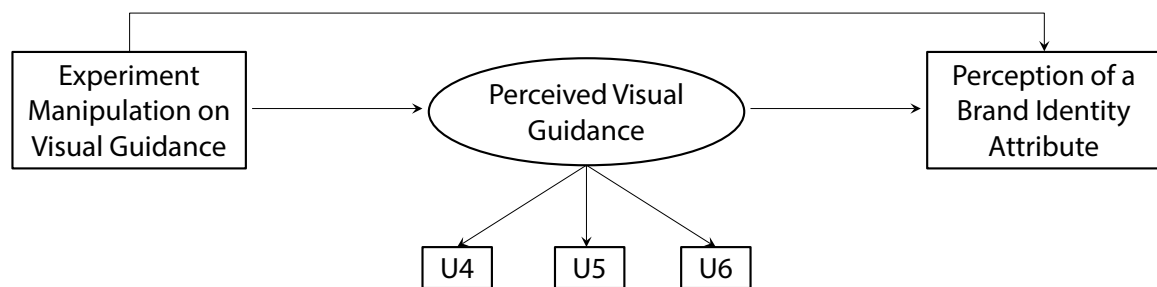 Experiment
Manipulation on
Visual Guidance
Perceived Visual
Guidance
Perception of a
Brand Identity
Attribute
U4
U5
U6